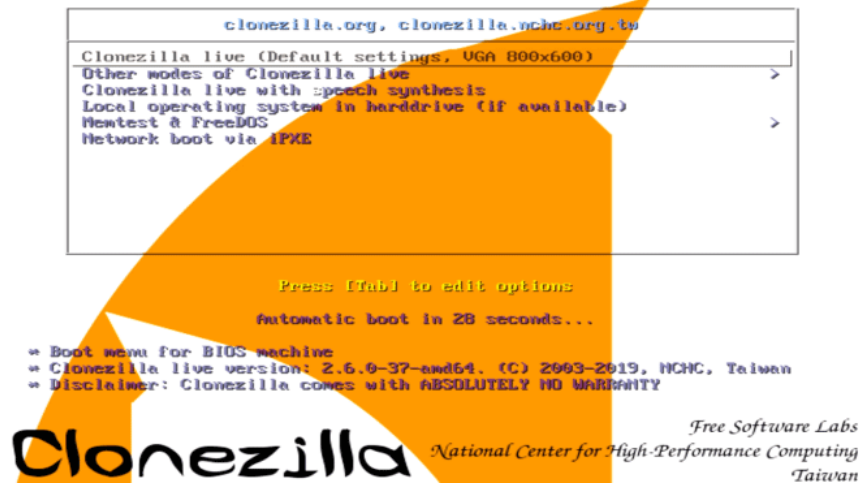 clonezilla.org, clonezilla.nchc.org.tw
Clonezilla live (Default settings, VGA 800x600)
Other modes of Clonezilla live >
Clonezilla live with speech synthesis
Local operating system in harddrive (if available)
Memtest & FreeDOS >
Network boot via iPXE
Press [Tab] to edit options
Automatic boot in 28 seconds...
* Boot menu for BIOS machine
* Clonezilla live version: 2.6.0-37-amd64. (C) 2003-2019, NCHC, Taiwan
* Disclaimer: Clonezilla comes with ABSOLUTELY NO WARRANTY
Clonezilla
Free Software Labs
National Center for High-Performance Computing
Taiwan